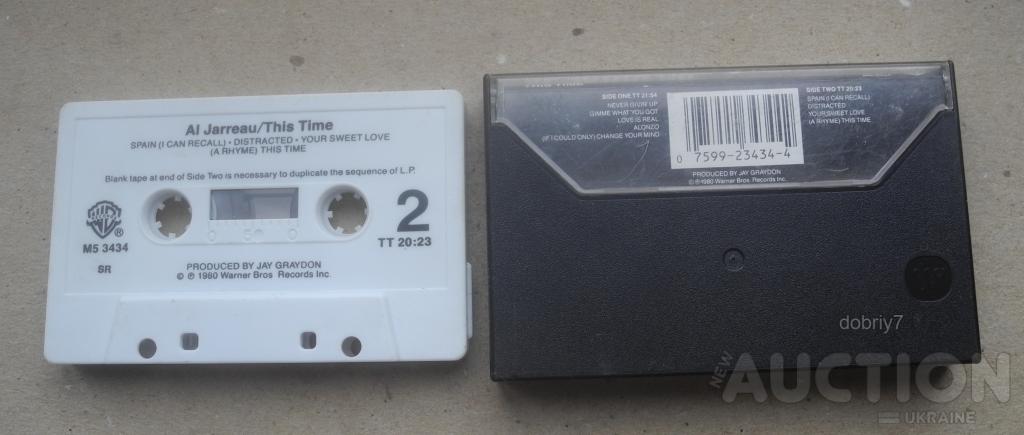 Al Jarreau/This Time
SPAIN (I CAN RECALL) • DISTRACTED • YOUR SWEET LOVE
(A RHYME) THIS TIME
Blank tape at end of Side Two is necessary to duplicate the sequence of L.P.
2
TT 20:23
®
M5 3434
SR
0 50 0
PRODUCED BY JAY GRAYDON
© ℗ 1980 Warner Bros. Records Inc.
SIDE ONE TT 21:54
NEVER GIVIN' UP
GIMME WHAT YOU GOT
LOVE IS REAL
ALONZO
(IF I COULD ONLY) CHANGE YOUR MIND
SIDE TWO TT 20:23
SPAIN (I CAN RECALL)
DISTRACTED
YOUR SWEET LOVE
(A RHYME) THIS TIME
0 7599-23434-4
PRODUCED BY JAY GRAYDON
© ℗ 1980 Warner Bros. Records Inc.
dobriy7
NEW AUCTION
UKRAINE